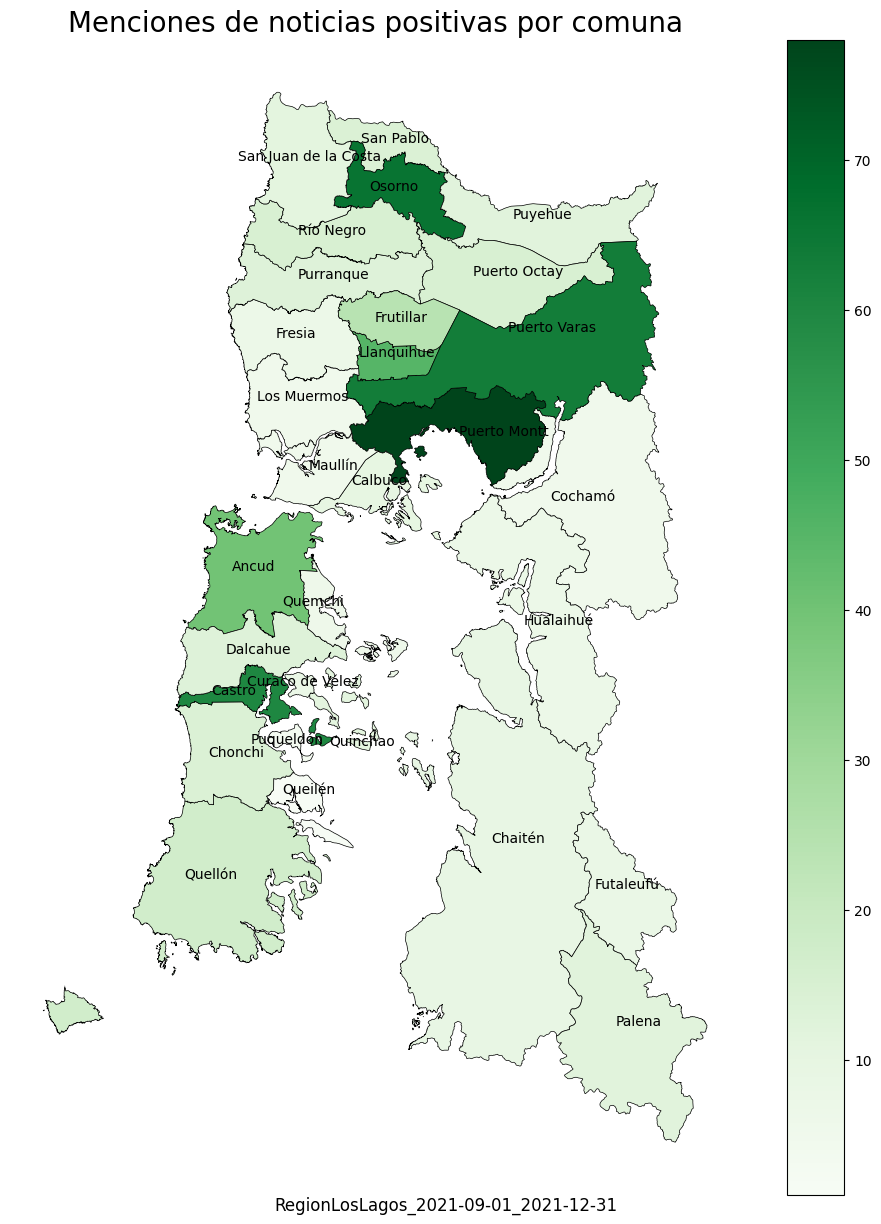 Menciones de noticias positivas por comuna
San Pablo
San Juan de la Costa
Osorno
Puyehue
Río Negro
Puerto Octay
Purranque
Frutillar
Puerto Varas
Fresia
Llanquihue
Los Muermos
Puerto Montt
Maullín
Calbuco
Cochamó
Ancud
Quemchi
Hualaihué
Dalcahue
Curaco de Vélez
Castro
Puqueldón
Quinchao
Chonchi
Queilén
Chaitén
Quellón
Futaleufú
Palena
70
60
50
40
30
20
10
RegionLosLagos_2021-09-01_2021-12-31